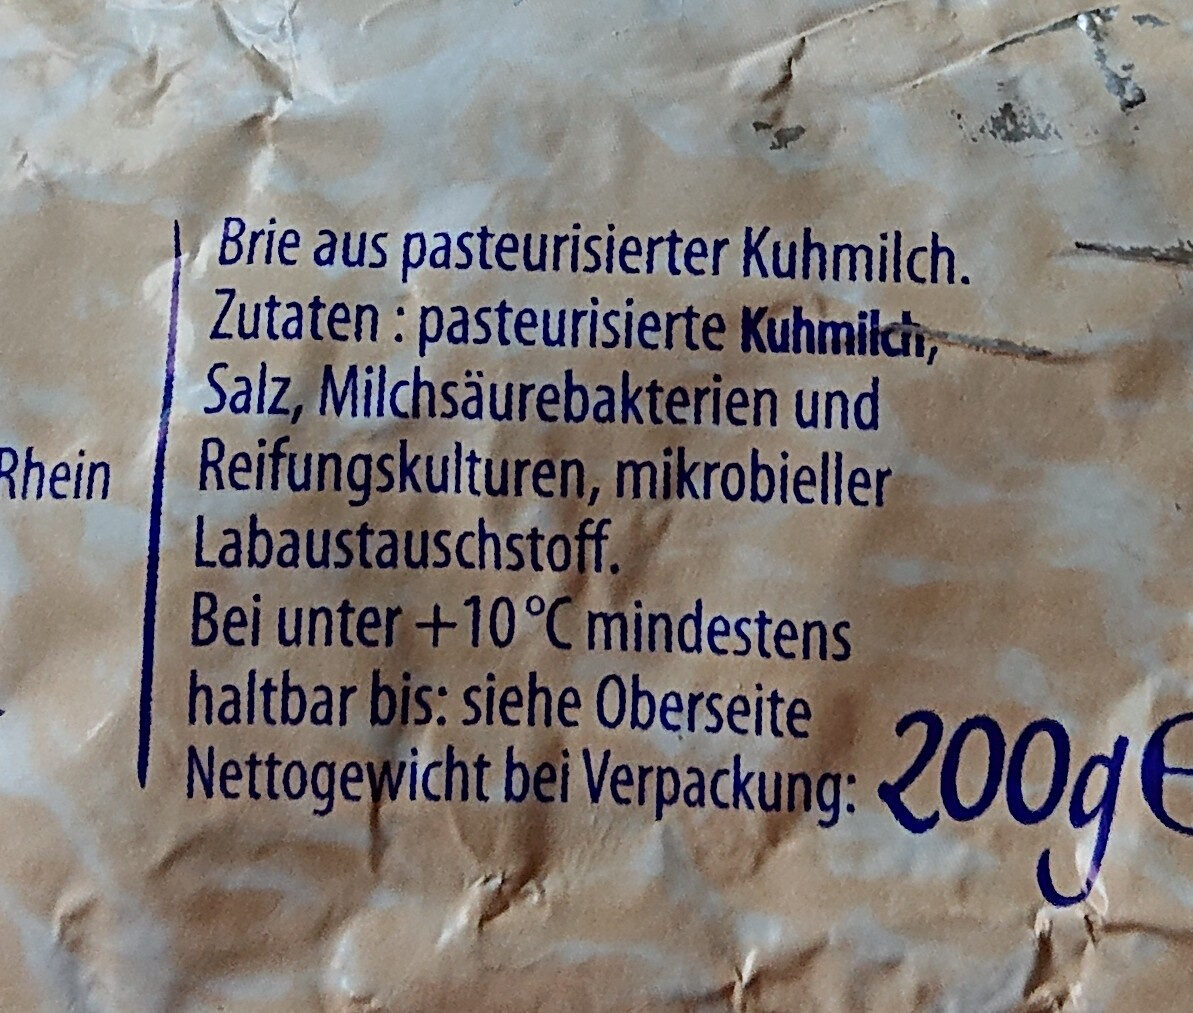 Brie aus pasteurisierter Kuhmilch.
Zutaten : pasteurisierte Kuhmilch,
Salz, Milchsäurebakterien und
Reifungskulturen, mikrobieller
Labaustauschstoff.
Bei unter +10 °C mindestens
haltbar bis: siehe Oberseite
Nettogewicht bei Verpackung: 200g e
Rhein